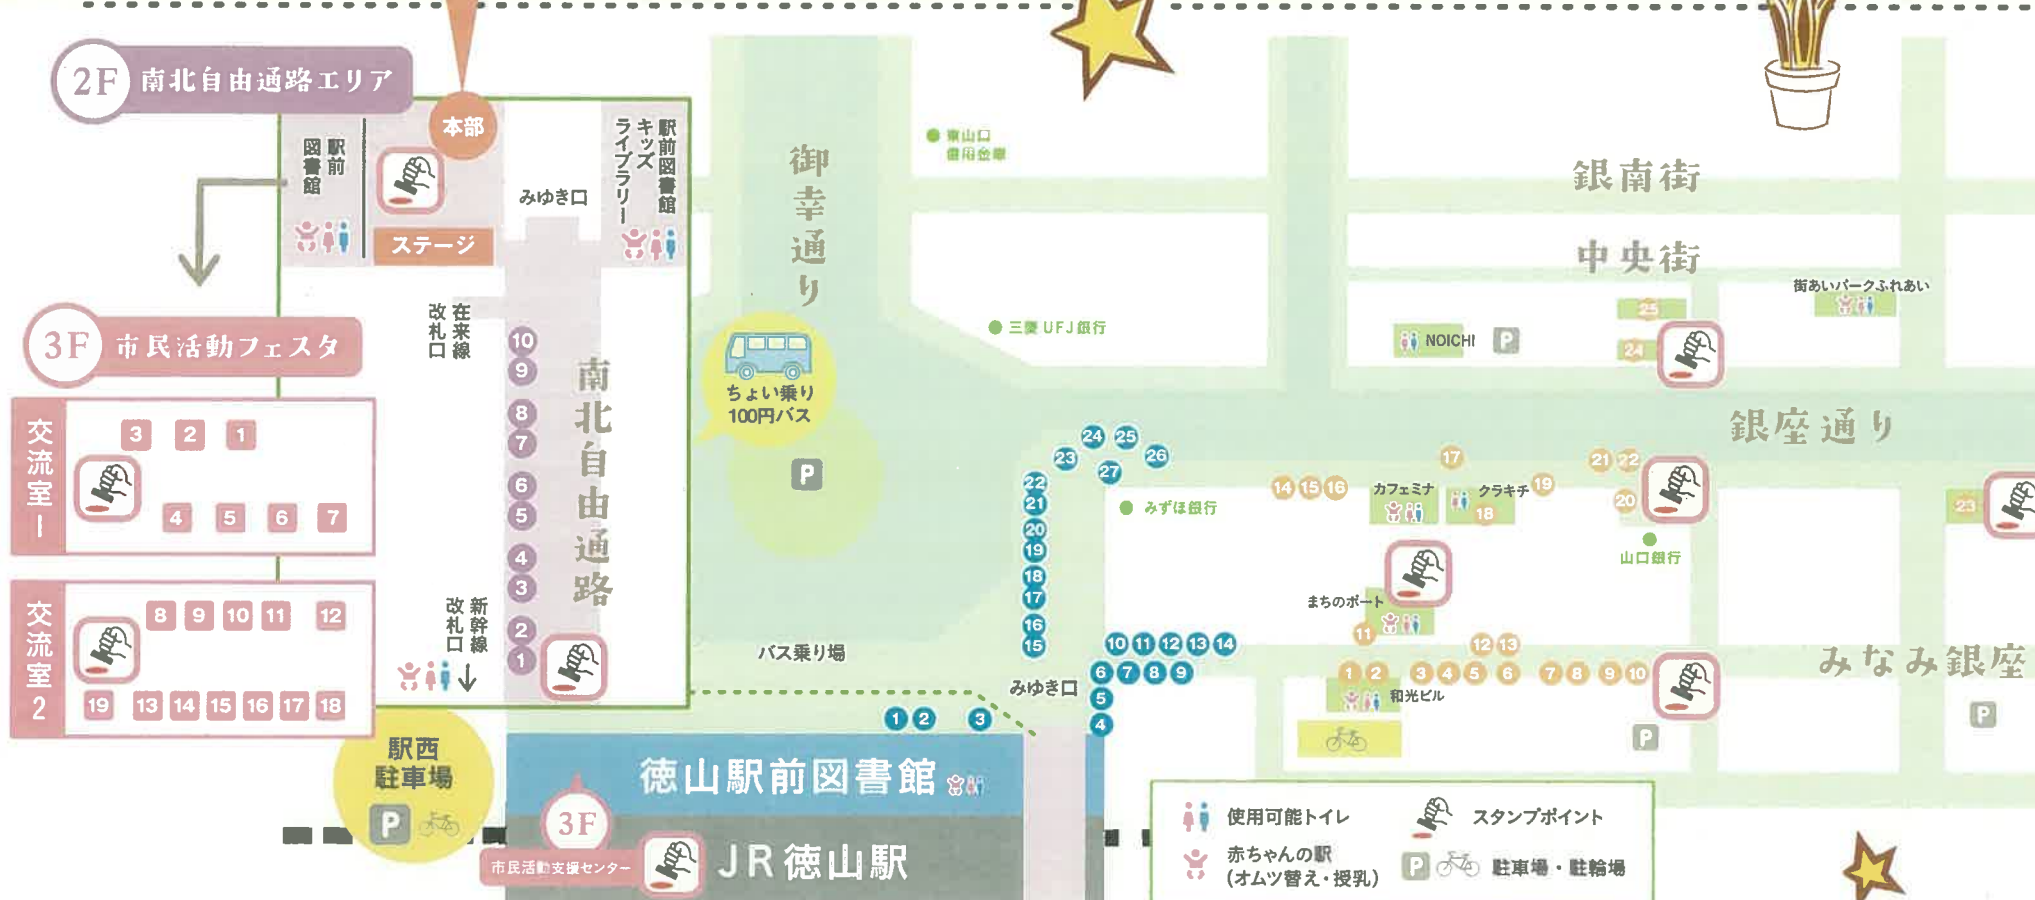 2F 南北自由通路エリア
本部
駅前
図書館
ステージ
みゆき口
駅前図書館
キッズ
ライブラリー
在来線
改札口
南北自由通路
10
9
8
7
6
5
4
3
2
1
新幹線
改札口
3F 市民活動フェスタ
交流室1
3 2 1
4 5 6 7
交流室2
8 9 10 11 12
19 13 14 15 16 17 18
駅西
駐車場
P
御幸通り
ちょい乗り
100円バス
P
バス乗り場
東山口
信用金庫
三菱UFJ銀行
みずほ銀行
24 25
23 26
27
22
21
20
19
18
17
16
15
みゆき口
10 11 12 13 14
6 7 8 9
5
4
1 2 3
徳山駅前図書館
3F
市民活動支援センター
JR徳山駅
銀南街
中央街
街あいパークふれあい
25
24
NOICHI P
銀座通り
17
21 22
14 15 16
カフェミナ
クラキチ 19
18
20
23
山口銀行
まちのポート
11
12 13
1 2 3 4 5 6 7 8 9 10
みなみ銀座
和光ビル
P
P
使用可能トイレ
スタンプポイント
赤ちゃんの駅
(オムツ替え・授乳)
P 駐車場・駐輪場